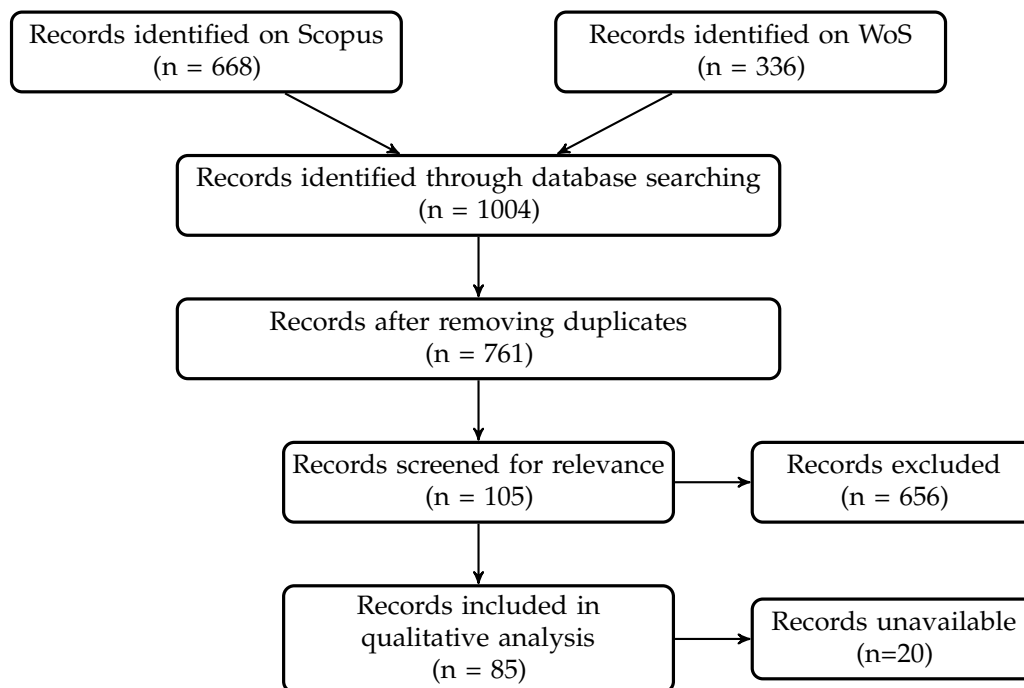 Records identified on Scopus
(n = 668)
Records identified on WoS
(n = 336)
Records identified through database searching
(n = 1004)
Records after removing duplicates
(n = 761)
Records screened for relevance
(n = 105)
Records excluded
(n = 656)
Records included in
qualitative analysis
(n = 85)
Records unavailable
(n=20)